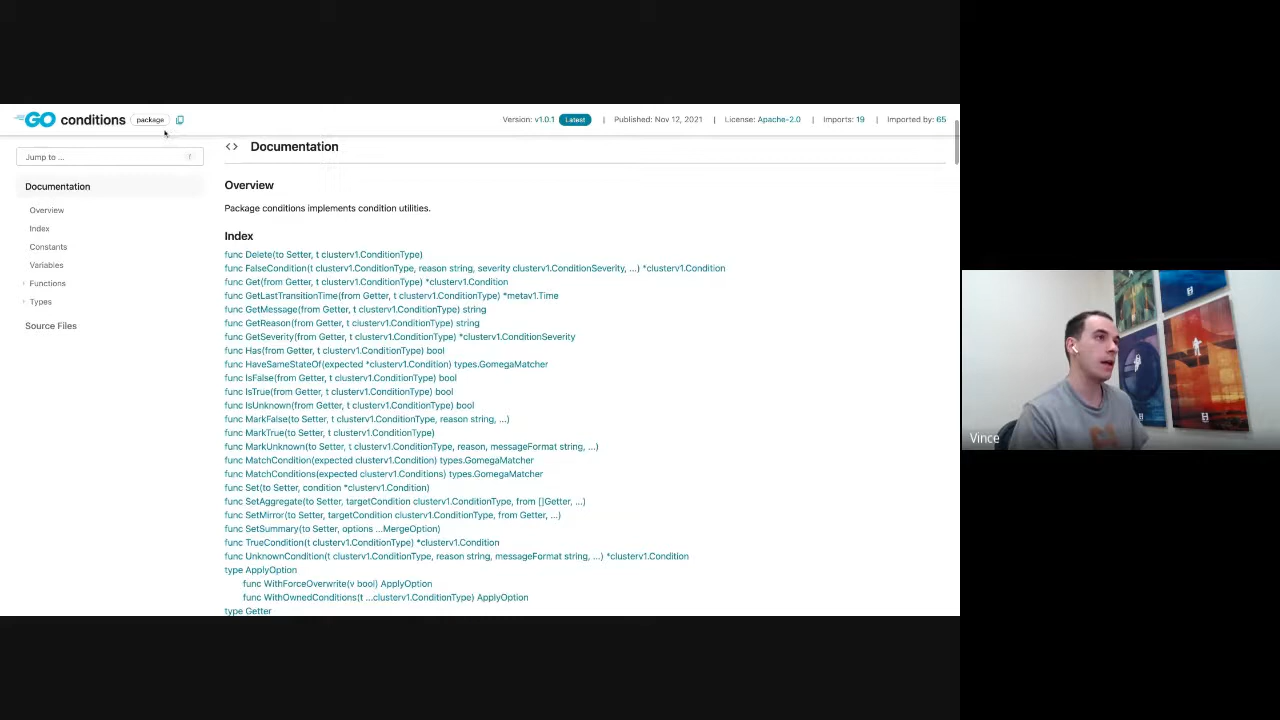 GO conditions package
Version: v1.0.1 Latest | Published: Nov 12, 2021 | License: Apache-2.0 | Imports: 19 | Imported by: 65
Jump to ... f
Documentation
Overview
Index
Constants
Variables
Functions
Types
Source Files
<> Documentation
Overview
Package conditions implements condition utilities.
Index
func Delete(to Setter, t clusterv1.ConditionType)
func FalseCondition(t clusterv1.ConditionType, reason string, severity clusterv1.ConditionSeverity, ...) *clusterv1.Condition
func Get(from Getter, t clusterv1.ConditionType) *clusterv1.Condition
func GetLastTransitionTime(from Getter, t clusterv1.ConditionType) *metav1.Time
func GetMessage(from Getter, t clusterv1.ConditionType) string
func GetReason(from Getter, t clusterv1.ConditionType) string
func GetSeverity(from Getter, t clusterv1.ConditionType) *clusterv1.ConditionSeverity
func Has(from Getter, t clusterv1.ConditionType) bool
func HaveSameStateOf(expected *clusterv1.Condition) types.GomegaMatcher
func IsFalse(from Getter, t clusterv1.ConditionType) bool
func IsTrue(from Getter, t clusterv1.ConditionType) bool
func IsUnknown(from Getter, t clusterv1.ConditionType) bool
func MarkFalse(to Setter, t clusterv1.ConditionType, reason string, ...)
func MarkTrue(to Setter, t clusterv1.ConditionType)
func MarkUnknown(to Setter, t clusterv1.ConditionType, reason, messageFormat string, ...)
func MatchCondition(expected clusterv1.Condition) types.GomegaMatcher
func MatchConditions(expected clusterv1.Conditions) types.GomegaMatcher
func Set(to Setter, condition *clusterv1.Condition)
func SetAggregate(to Setter, targetCondition clusterv1.ConditionType, from []Getter, ...)
func SetMirror(to Setter, targetCondition clusterv1.ConditionType, from Getter, ...)
func SetSummary(to Setter, options ...MergeOption)
func TrueCondition(t clusterv1.ConditionType) *clusterv1.Condition
func UnknownCondition(t clusterv1.ConditionType, reason string, messageFormat string, ...) *clusterv1.Condition
type ApplyOption
func WithForceOverwrite(v bool) ApplyOption
func WithOwnedConditions(t ...clusterv1.ConditionType) ApplyOption
type Getter
Vince